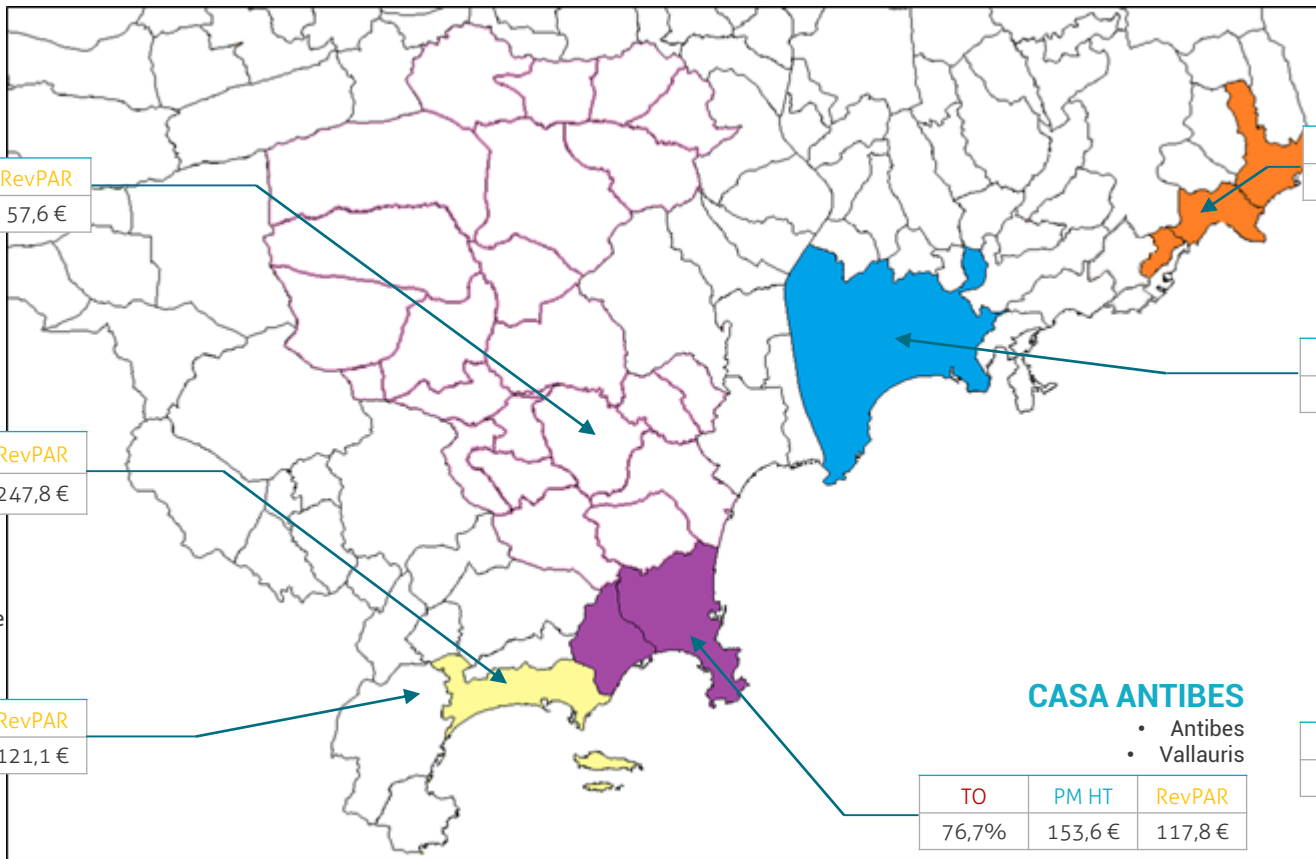 RevPAR
57,6 €
RevPAR
247,8 €
e
RevPAR
121,1 €
CASA ANTIBES
• Antibes
• Vallauris
TO PM HT RevPAR
76,7% 153,6 € 117,8 €